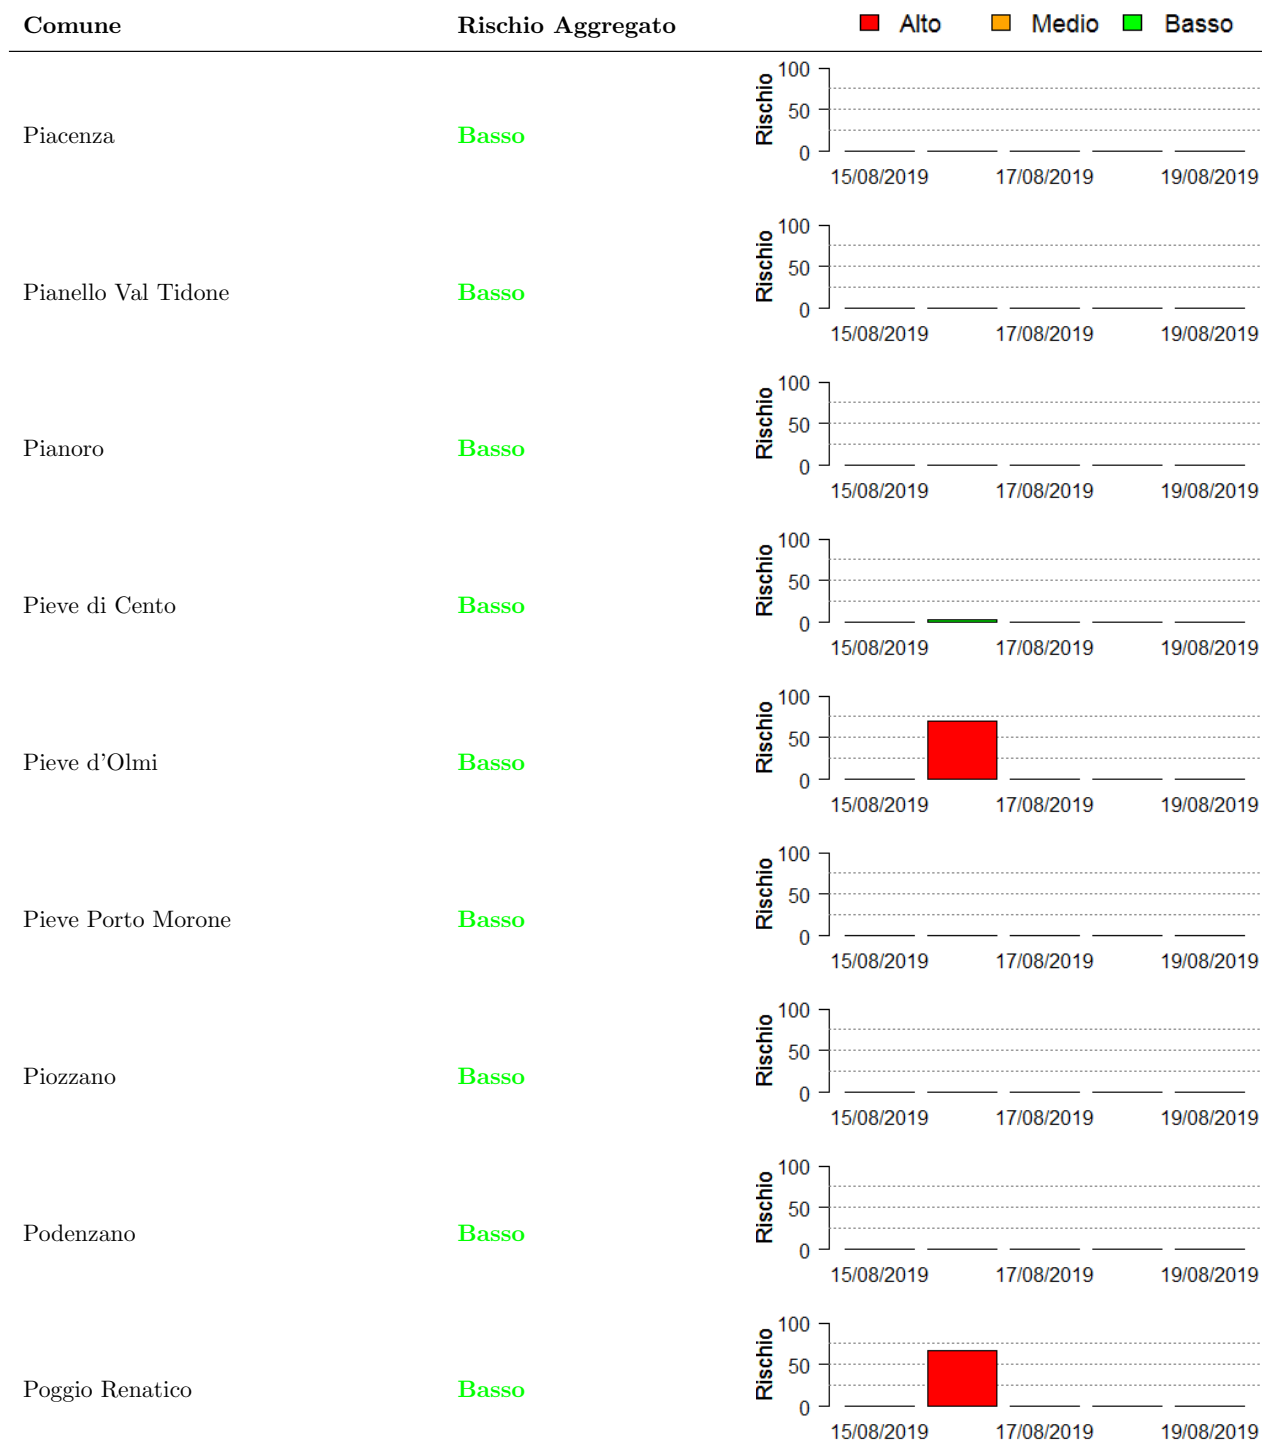 Comune Rischio Aggregato Alto Medio Basso
100
50
0
Rischio
Piacenza Basso
15/08/2019 17/08/2019 19/08/2019
100
50
0
Rischio
Pianello Val Tidone Basso
15/08/2019 17/08/2019 19/08/2019
100
50
0
Rischio
Pianoro Basso
15/08/2019 17/08/2019 19/08/2019
100
50
0
Rischio
Pieve di Cento Basso
15/08/2019 17/08/2019 19/08/2019
100
50
0
Rischio
Pieve d'Olmi Basso
15/08/2019 17/08/2019 19/08/2019
100
50
0
Rischio
Pieve Porto Morone Basso
15/08/2019 17/08/2019 19/08/2019
100
50
0
Rischio
Piozzano Basso
15/08/2019 17/08/2019 19/08/2019
100
50
0
Rischio
Podenzano Basso
15/08/2019 17/08/2019 19/08/2019
100
50
0
Rischio
Poggio Renatico Basso
15/08/2019 17/08/2019 19/08/2019